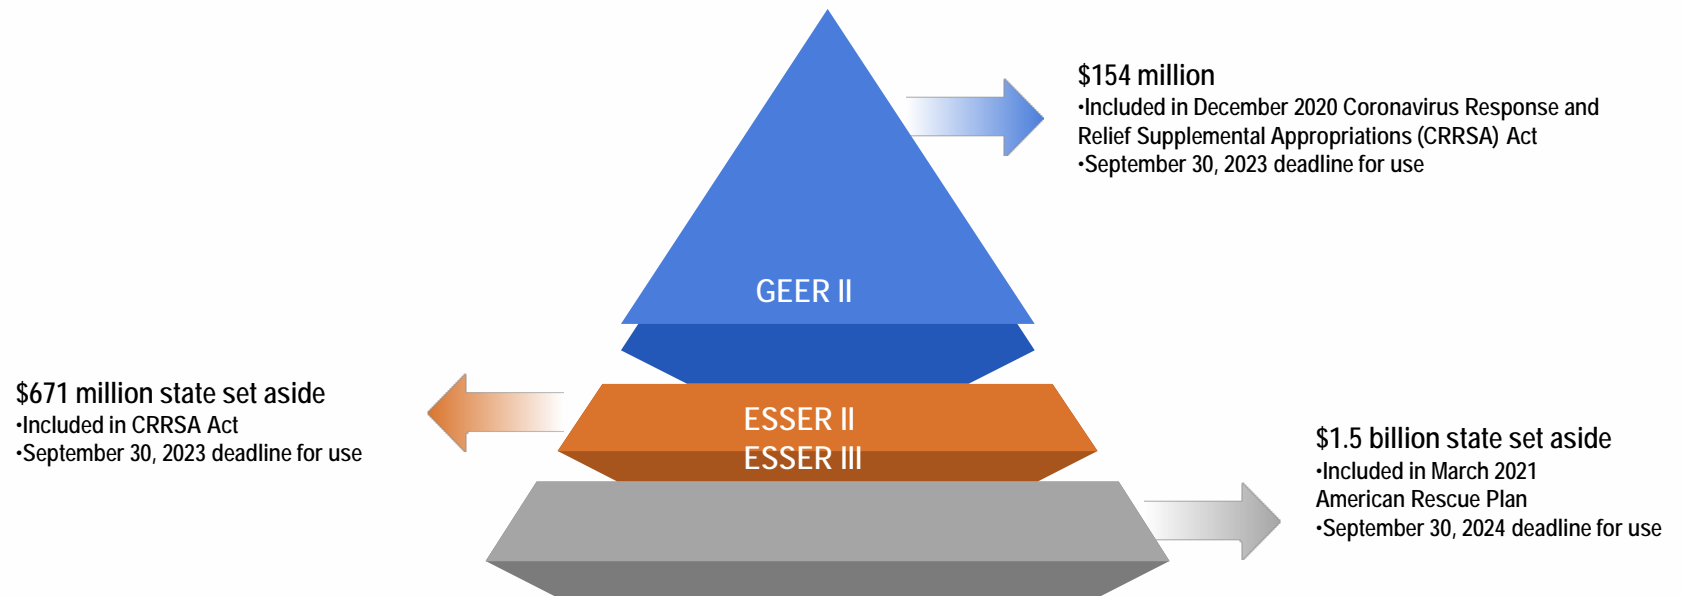 $154 million
•Included in December 2020 Coronavirus Response and
Relief Supplemental Appropriations (CRRSA) Act
•September 30, 2023 deadline for use
GEER II
$671 million state set aside
•Included in CRRSA Act
•September 30, 2023 deadline for use
ESSER II
ESSER III
$1.5 billion state set aside
•Included in March 2021
American Rescue Plan
•September 30, 2024 deadline for use